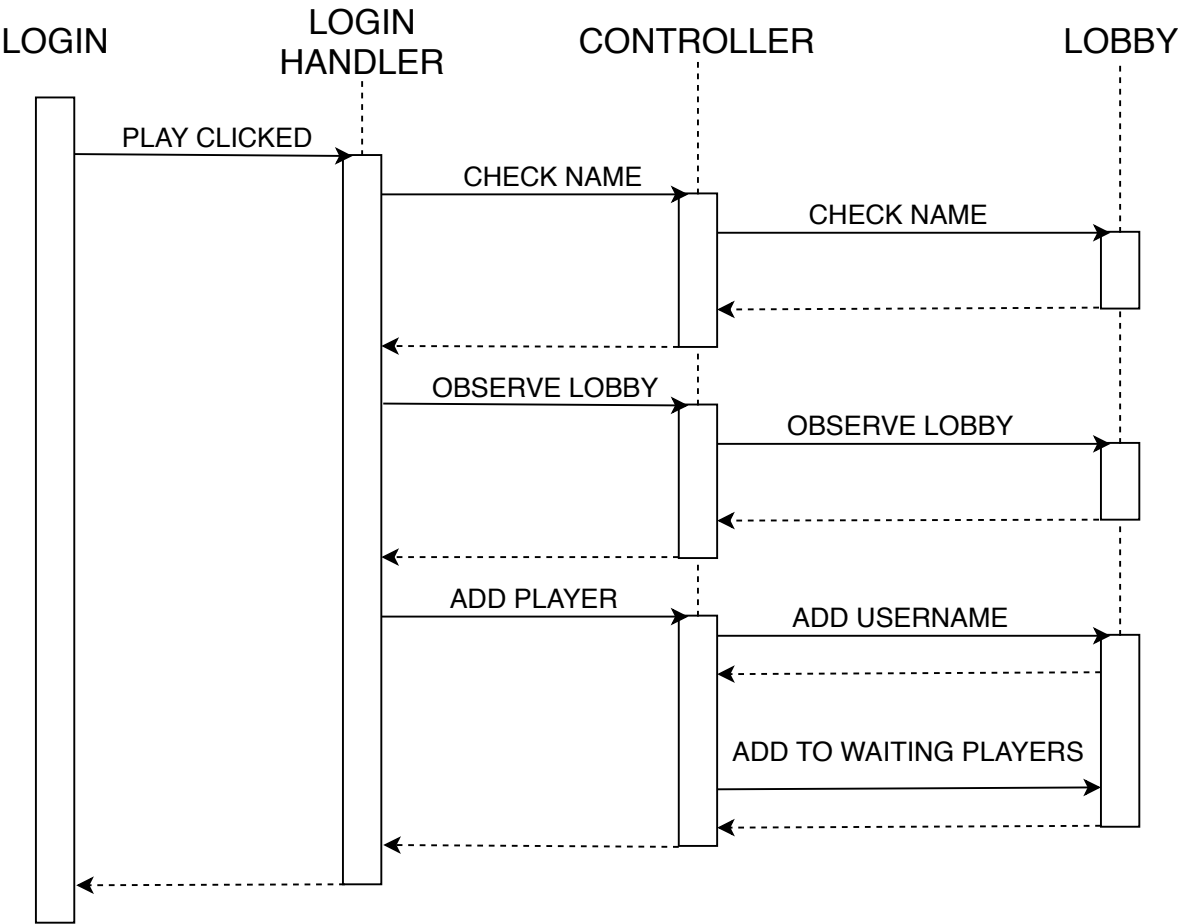 LOGIN
LOGIN
HANDLER
CONTROLLER
LOBBY
PLAY CLICKED
CHECK NAME
CHECK NAME
OBSERVE LOBBY
OBSERVE LOBBY
ADD PLAYER
ADD USERNAME
ADD TO WAITING PLAYERS